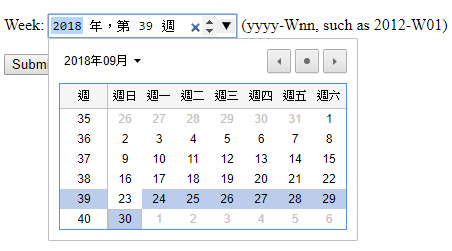 Week: 2018 年，第 39 週 (yyyy-Wnn, such as 2012-W01)
Submi
2018年09月
週 週日 週一 週二 週三 週四 週五 週六
35 26 27 28 29 30 31 1
36 2 3 4 5 6 7 8
37 9 10 11 12 13 14 15
38 16 17 18 19 20 21 22
39 23 24 25 26 27 28 29
40 30 1 2 3 4 5 6